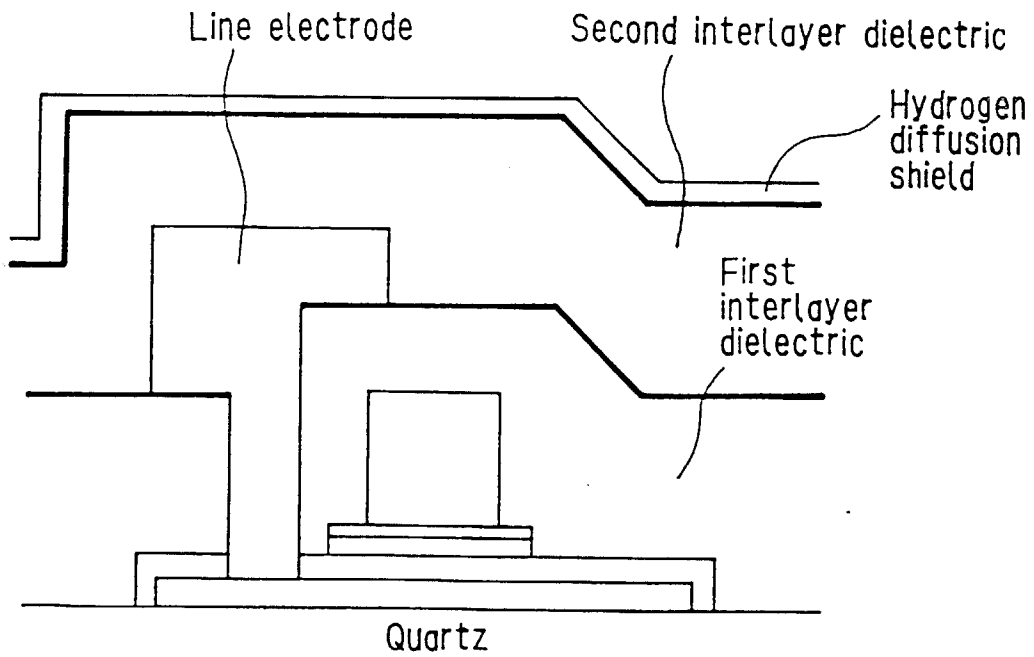 Line electrode
Second interlayer dielectric
Hydrogen
diffusion
shield
First
interlayer
dielectric
Quartz